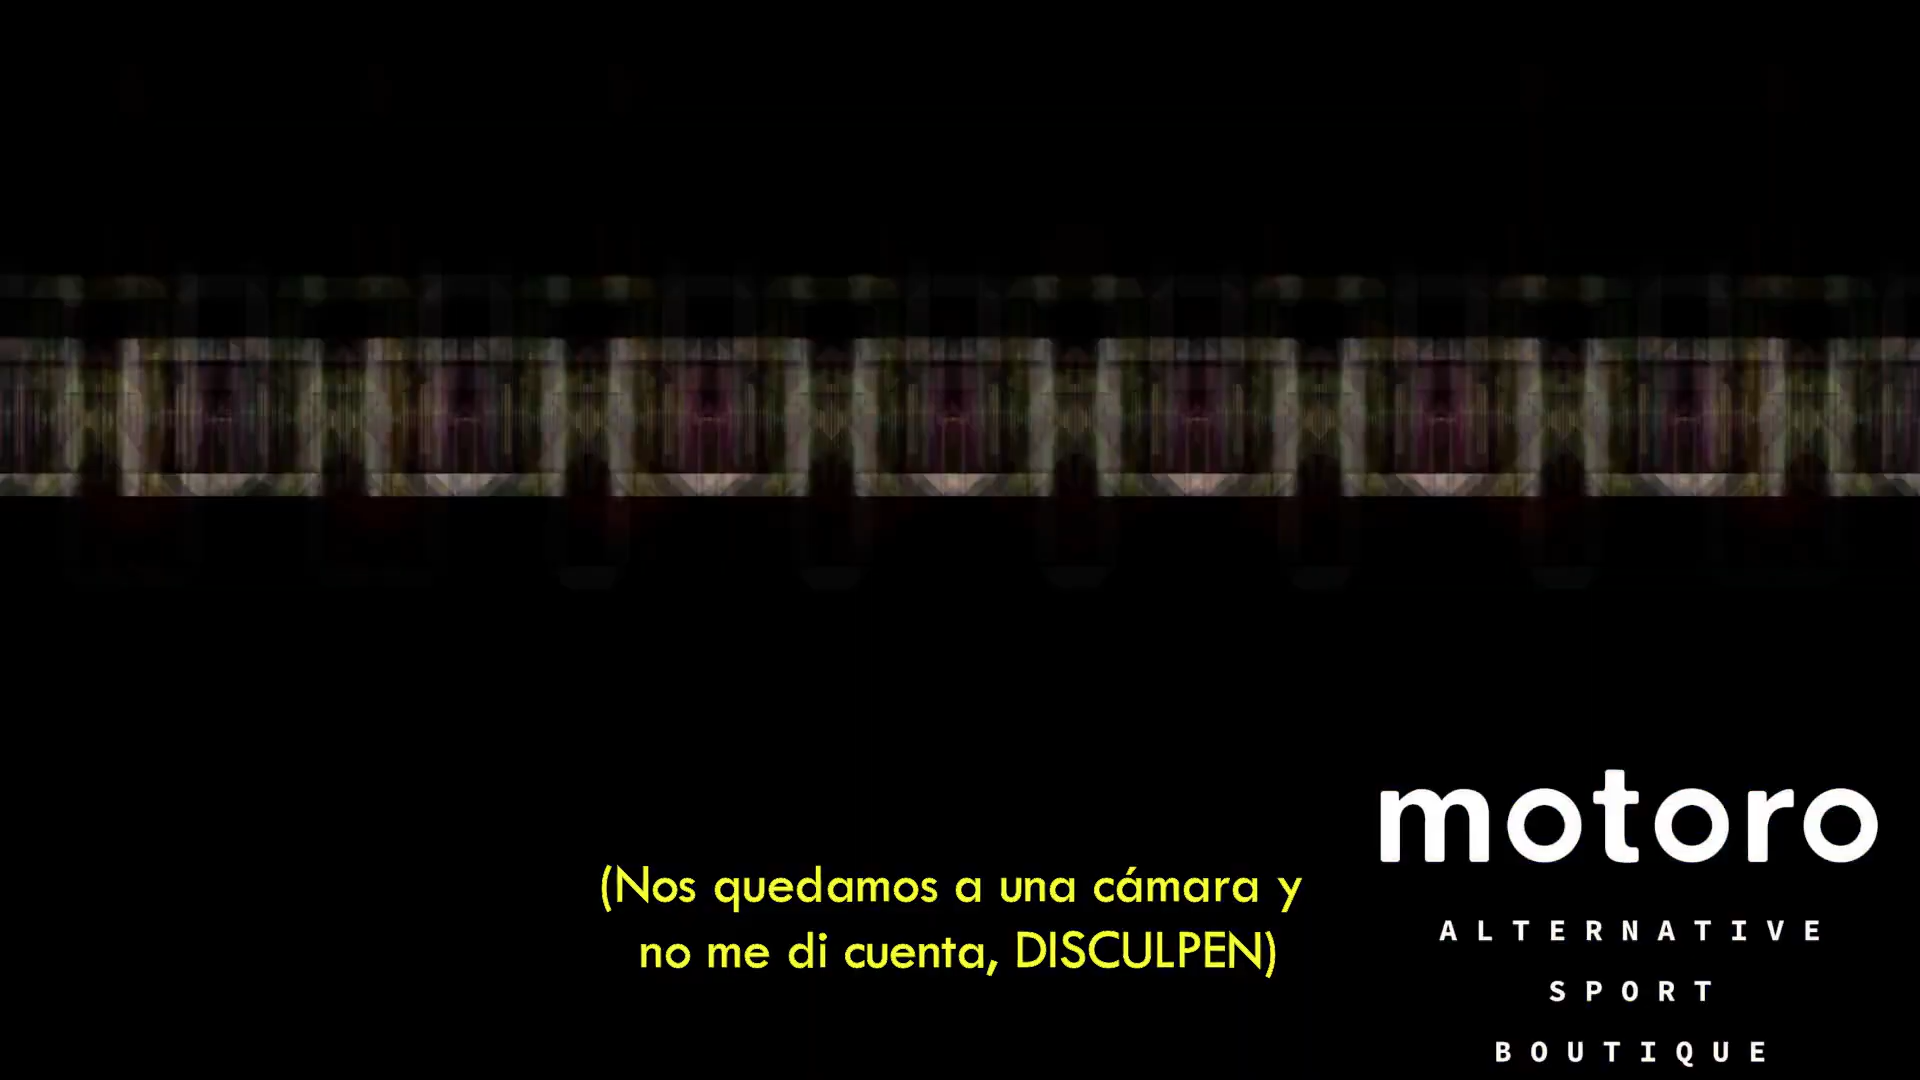 (Nos quedamos a una cámara y
no me di cuenta, DISCULPEN)
motoro
ALTERNATIVE
SPORT
BOUTIQUE